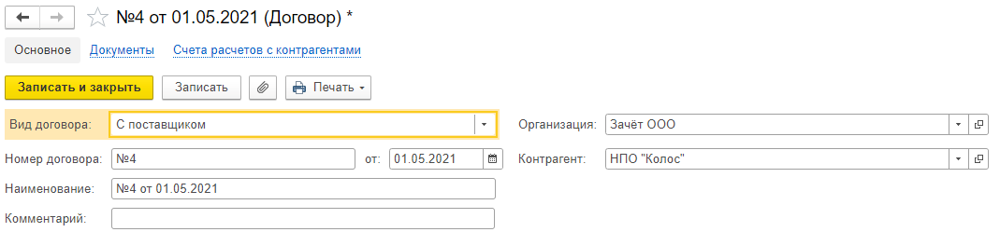 №4 от 01.05.2021 (Договор) *
Основное Документы Счета расчетов с контрагентами
Записать и закрыть Записать Печать
Вид договора: С поставщиком Организация: Зачёт ООО
Номер договора: №4 от: 01.05.2021 Контрагент: НПО "Колос"
Наименование: №4 от 01.05.2021
Комментарий: